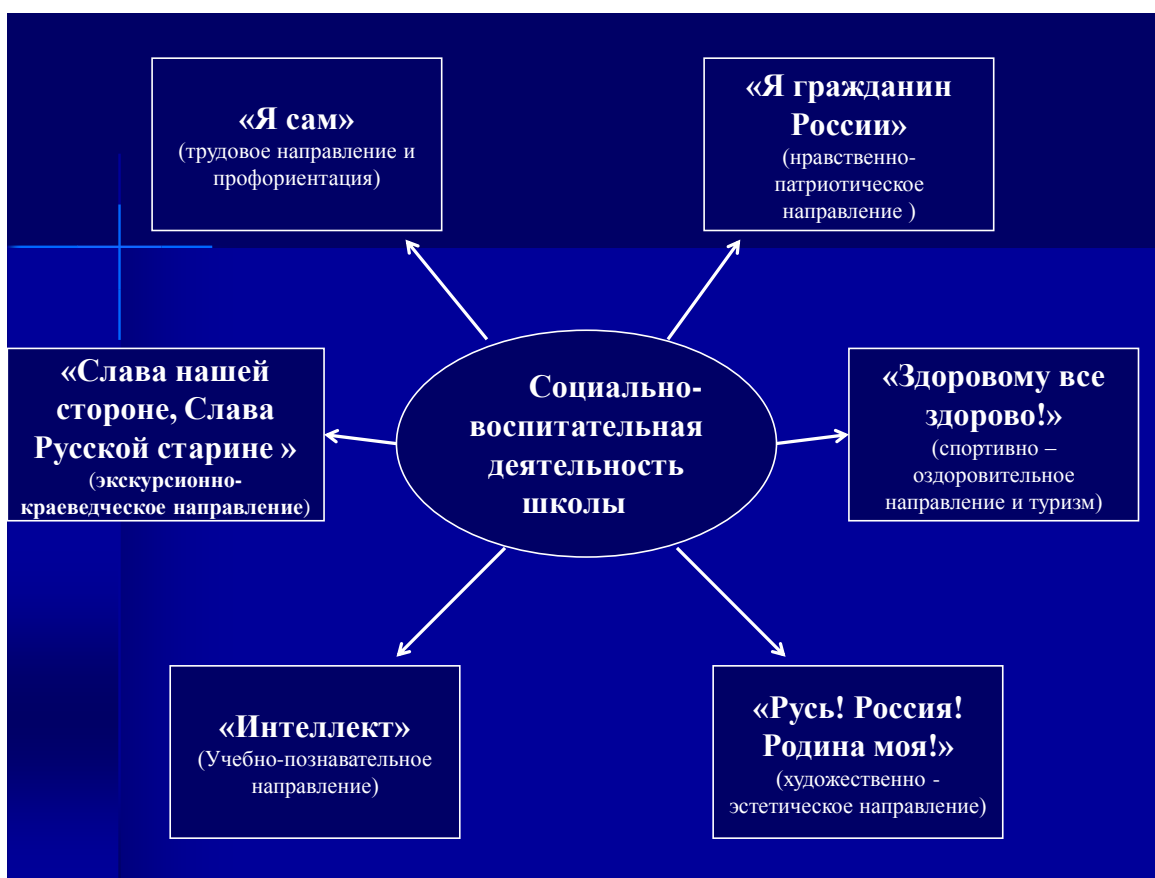 «Я сам»
(трудовое направление и
профориентация)
«Я гражданин
России»
(нравственно-
патриотическое
направление )
«Слава нашей
стороне, Слава
Русской старине »
(экскурсионно-
краеведческое направление)
Социально-
воспитательная
деятельность
школы
«Здоровому все
здорово!»
(спортивно –
оздоровительное
направление и туризм)
«Интеллект»
(Учебно-познавательное
направление)
«Русь! Россия!
Родина моя!»
(художественно -
эстетическое направление)